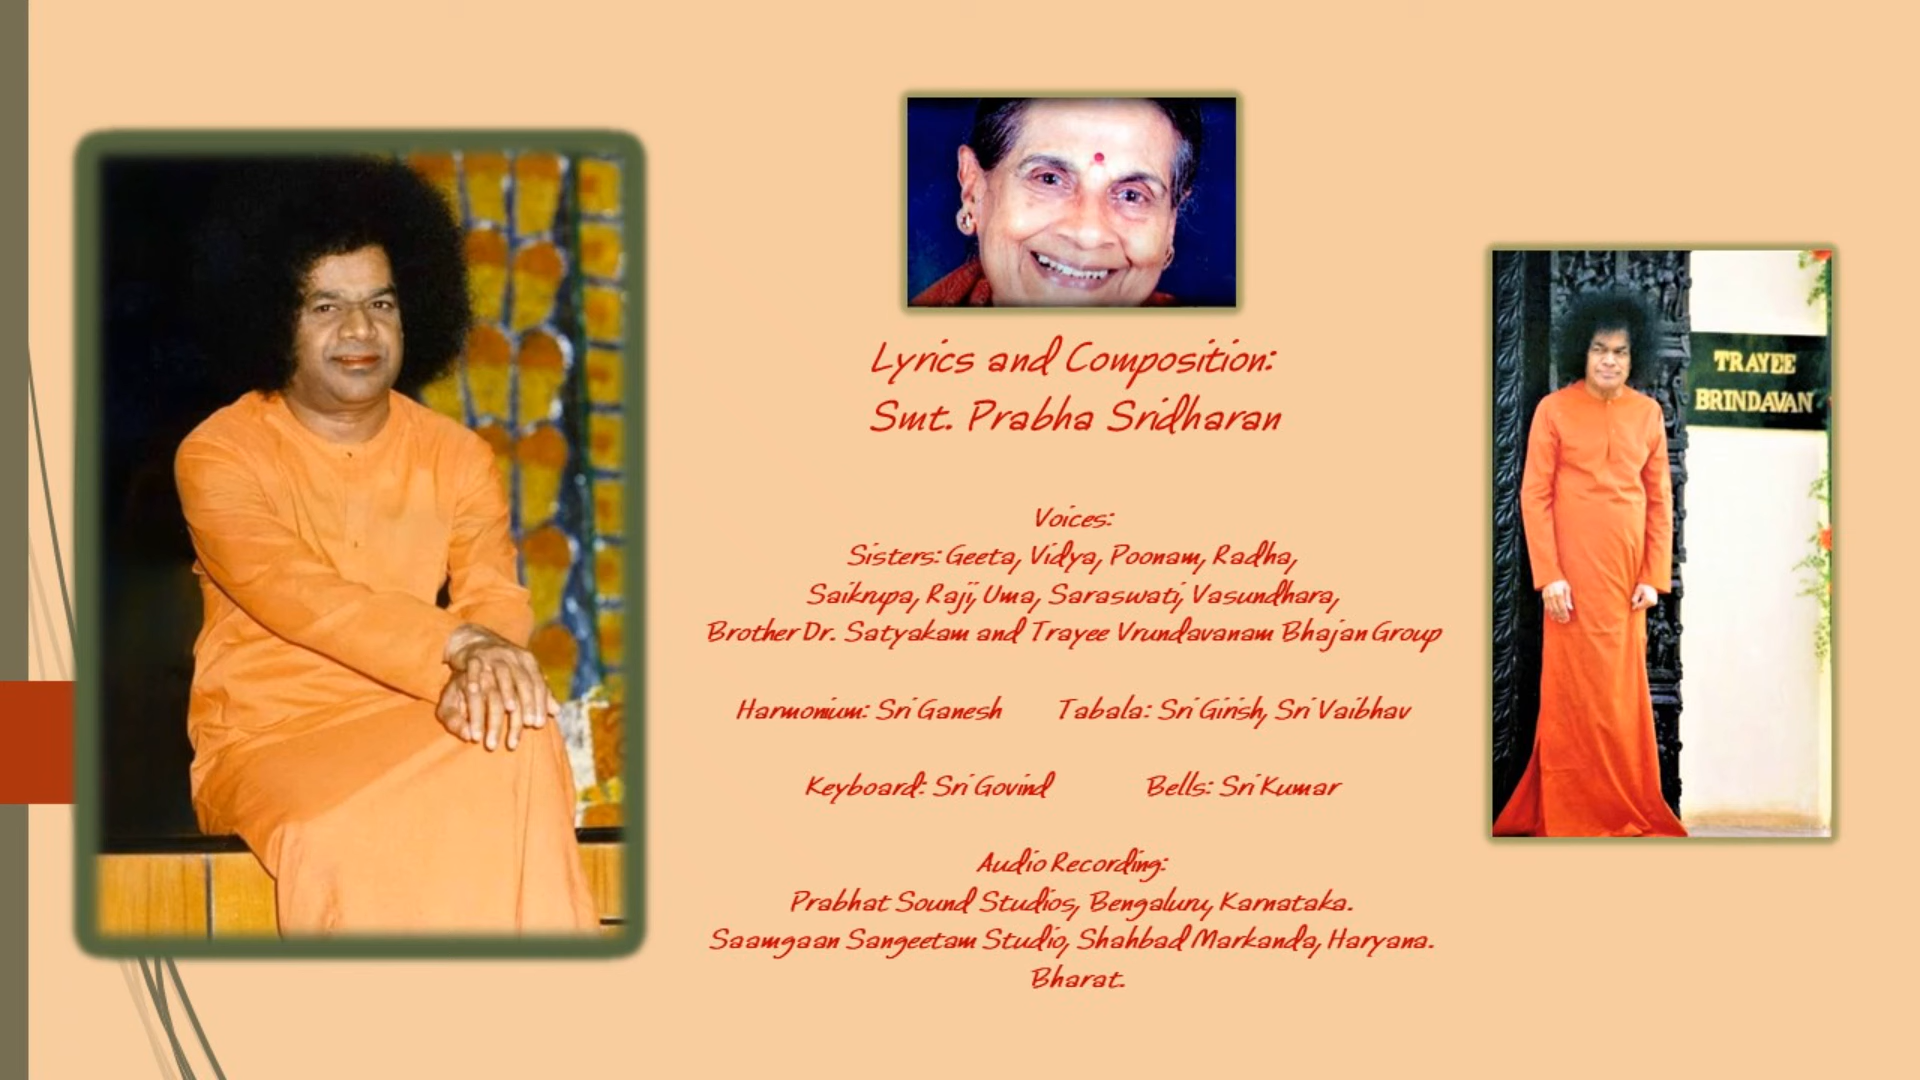 Lyrics and Composition:
Smt. Prabha Sridharan
Voices:
Sisters: Geeta, Vidya, Poonam, Radha,
Saikrupa, Raji, Uma, Saraswati, Vasundhara,
Brother Dr. Satyakam and Trayee Vrundavanam Bhajan Group
Harmonium: Sri Ganesh Tabala: Sri Girish, Sri Vaibhav
Keyboard: Sri Govind Bells: Sri Kumar
Audio Recording:
Prabhat Sound Studios, Bengaluru, Karnataka.
Saamgaan Sangeetam Studio, Shahbad Markanda, Haryana.
Bharat.
TRAYEE
BRINDAVAN